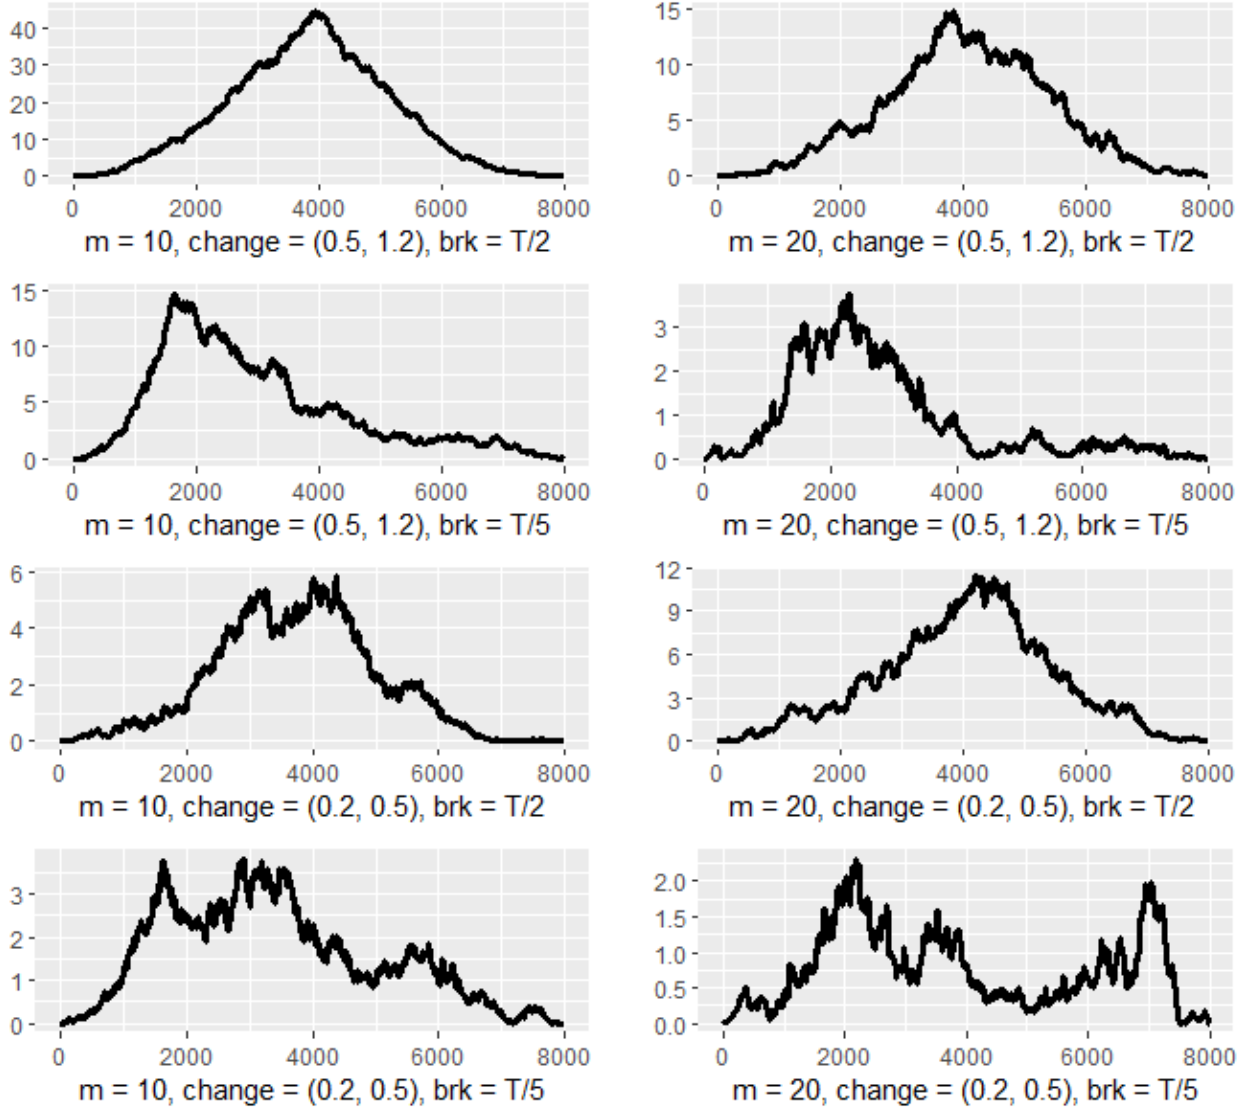 40
30
20
10
0
0 2000 4000 6000 8000
m = 10, change = (0.5, 1.2), brk = T/2
15
10
5
0
0 2000 4000 6000 8000
m = 20, change = (0.5, 1.2), brk = T/2
15
10
5
0
0 2000 4000 6000 8000
m = 10, change = (0.5, 1.2), brk = T/5
3
2
1
0
0 2000 4000 6000 8000
m = 20, change = (0.5, 1.2), brk = T/5
6
4
2
0
0 2000 4000 6000 8000
m = 10, change = (0.2, 0.5), brk = T/2
12
9
6
3
0
0 2000 4000 6000 8000
m = 20, change = (0.2, 0.5), brk = T/2
3
2
1
0
0 2000 4000 6000 8000
m = 10, change = (0.2, 0.5), brk = T/5
2.0
1.5
1.0
0.5
0.0
0 2000 4000 6000 8000
m = 20, change = (0.2, 0.5), brk = T/5